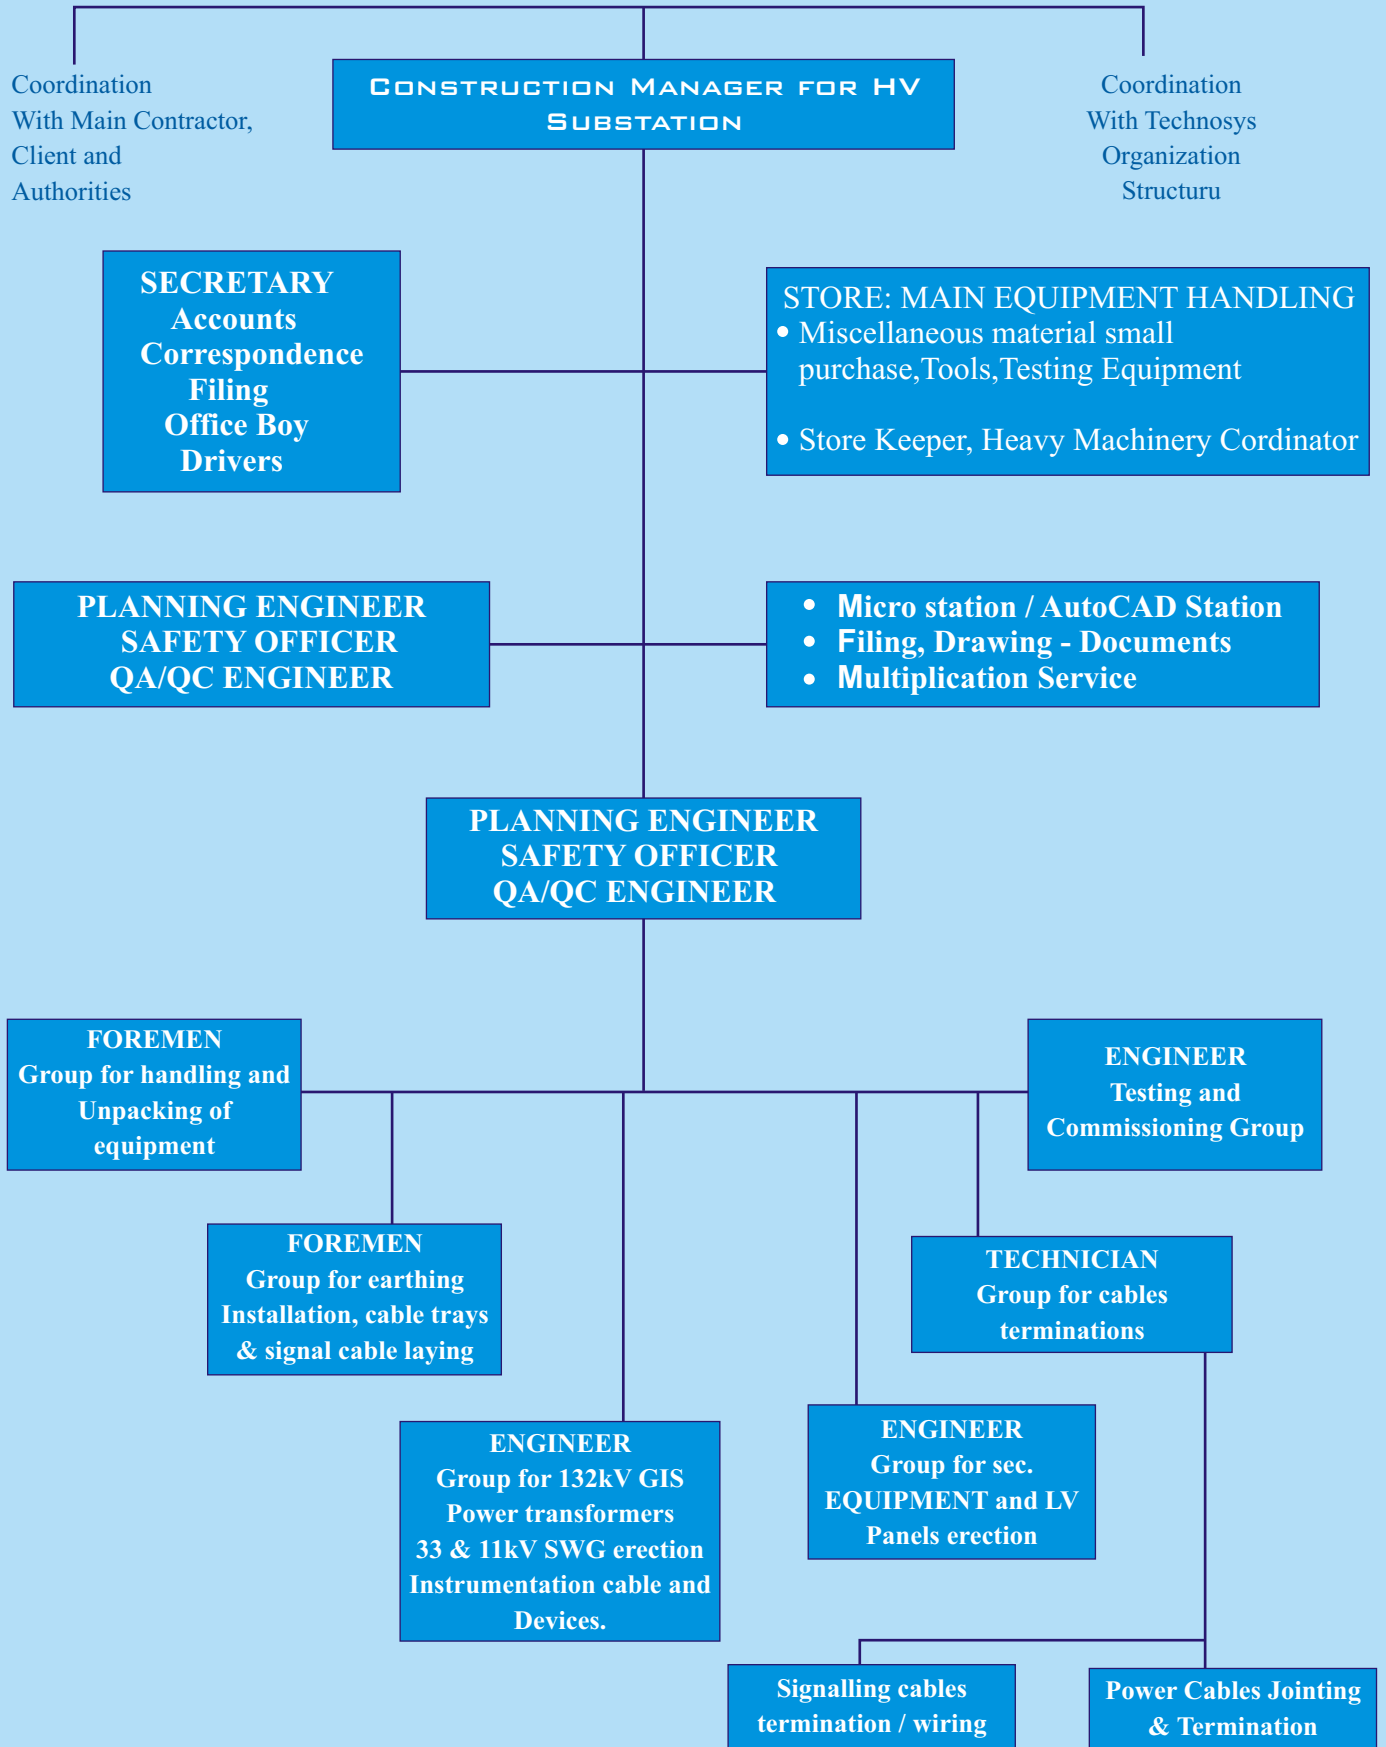 Coordination
With Main Contractor,
Client and
Authorities
CONSTRUCTION MANAGER FOR HV
SUBSTATION
Coordination
With Technosys
Organization
Structuru
SECRETARY
Accounts
Correspondence
Filing
Office Boy
Drivers
STORE: MAIN EQUIPMENT HANDLING
• Miscellaneous material small
purchase,Tools,Testing Equipment
• Store Keeper, Heavy Machinery Cordinator
PLANNING ENGINEER
SAFETY OFFICER
QA/QC ENGINEER
• Micro station / AutoCAD Station
• Filing, Drawing - Documents
• Multiplication Service
PLANNING ENGINEER
SAFETY OFFICER
QA/QC ENGINEER
FOREMEN
Group for handling and
Unpacking of
equipment
ENGINEER
Testing and
Commissioning Group
FOREMEN
Group for earthing
Installation, cable trays
& signal cable laying
TECHNICIAN
Group for cables
terminations
ENGINEER
Group for 132kV GIS
Power transformers
33 & 11kV SWG erection
Instrumentation cable and
Devices.
ENGINEER
Group for sec.
EQUIPMENT and LV
Panels erection
Signalling cables
termination / wiring
Power Cables Jointing
& Termination